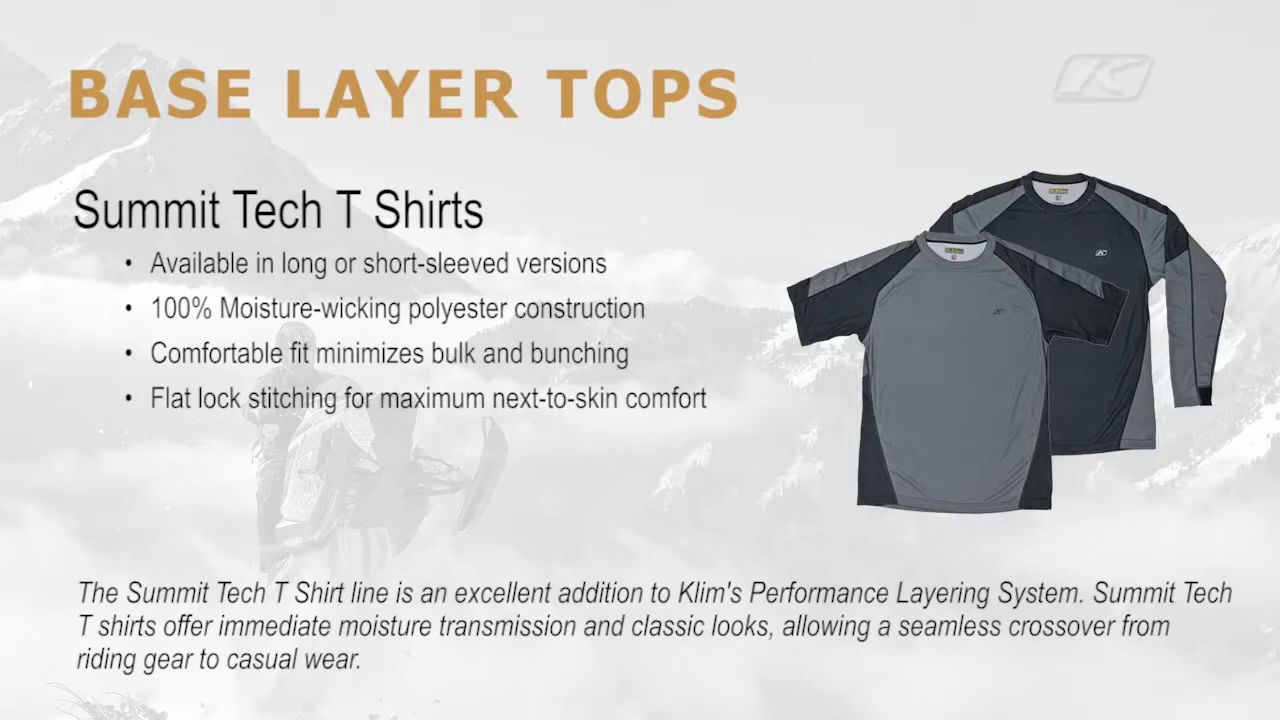 BASE LAYER TOPS
Summit Tech T Shirts
• Available in long or short-sleeved versions
• 100% Moisture-wicking polyester construction
• Comfortable fit minimizes bulk and bunching
• Flat lock stitching for maximum next-to-skin comfort
The Summit Tech T Shirt line is an excellent addition to Klim's Performance Layering System. Summit Tech
T shirts offer immediate moisture transmission and classic looks, allowing a seamless crossover from
riding gear to casual wear.